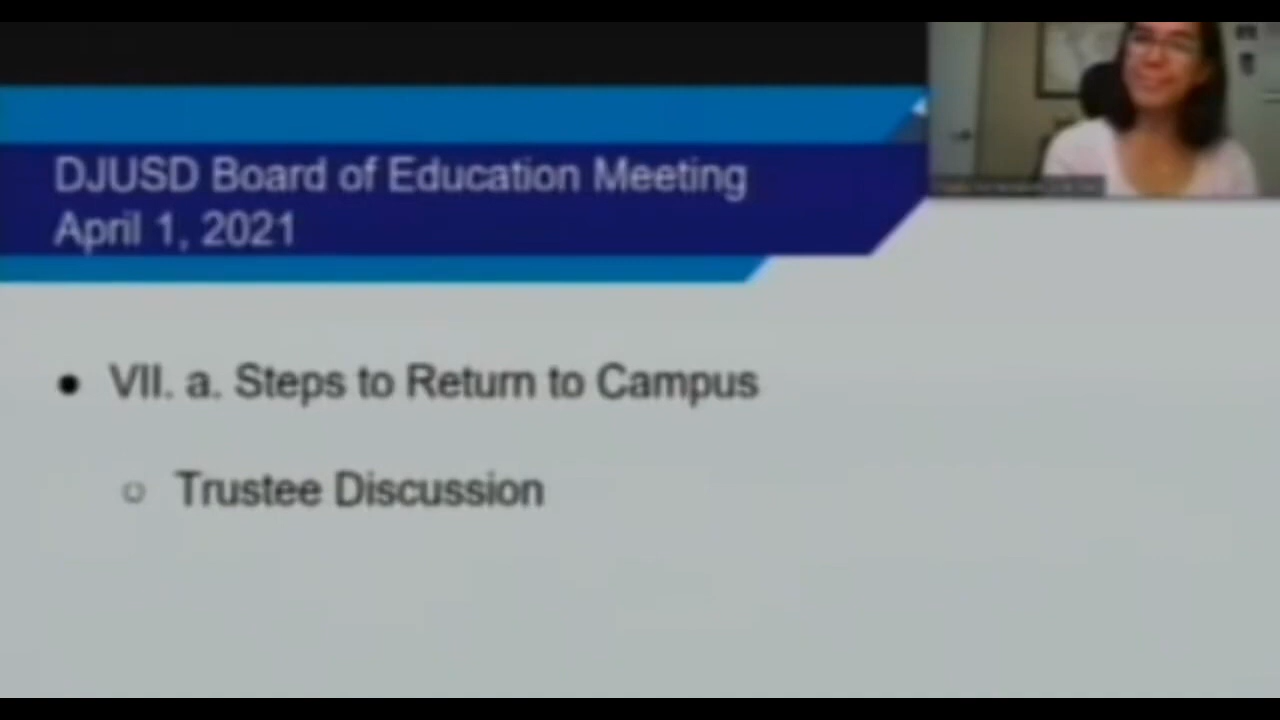 DJUSD Board of Education Meeting
April 1, 2021
● VII. a. Steps to Return to Campus
○ Trustee Discussion